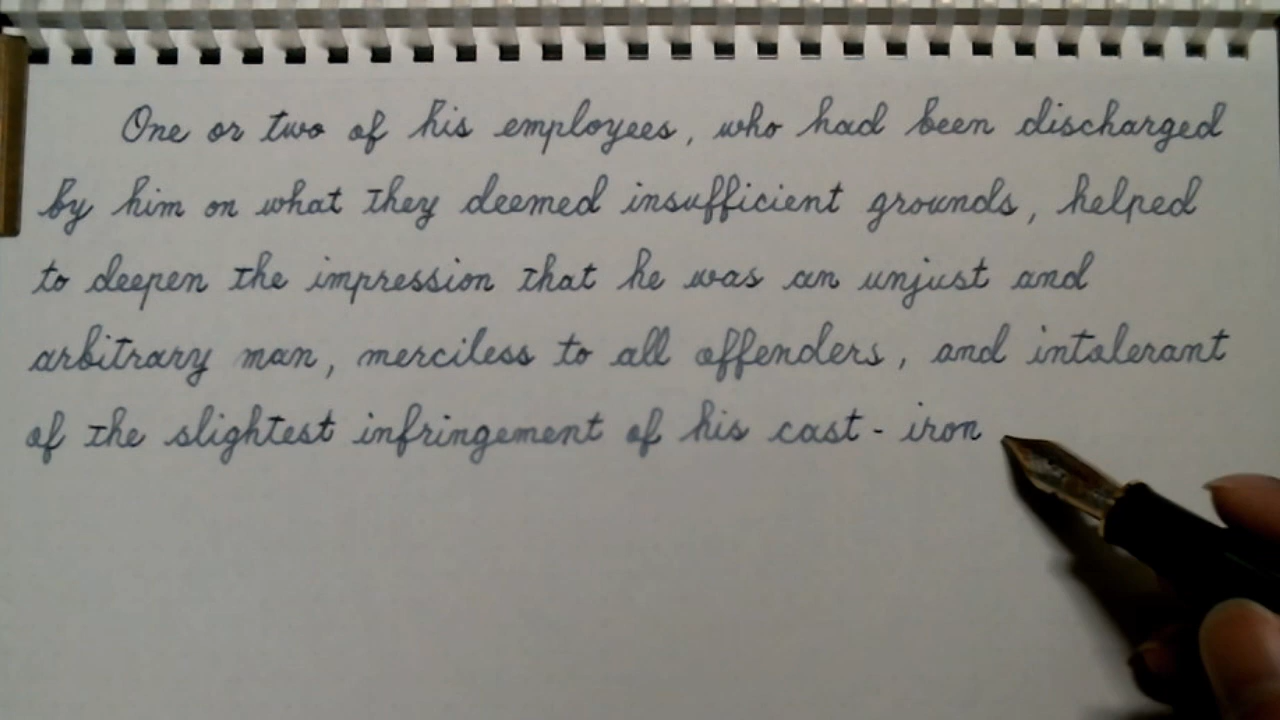 One or two of his employees, who had been discharged
by him on what they deemed insufficient grounds, helped
to deepen the impression that he was an unjust and
arbitrary man, merciless to all offenders, and intolerant
of the slightest infringement of his cast-iron